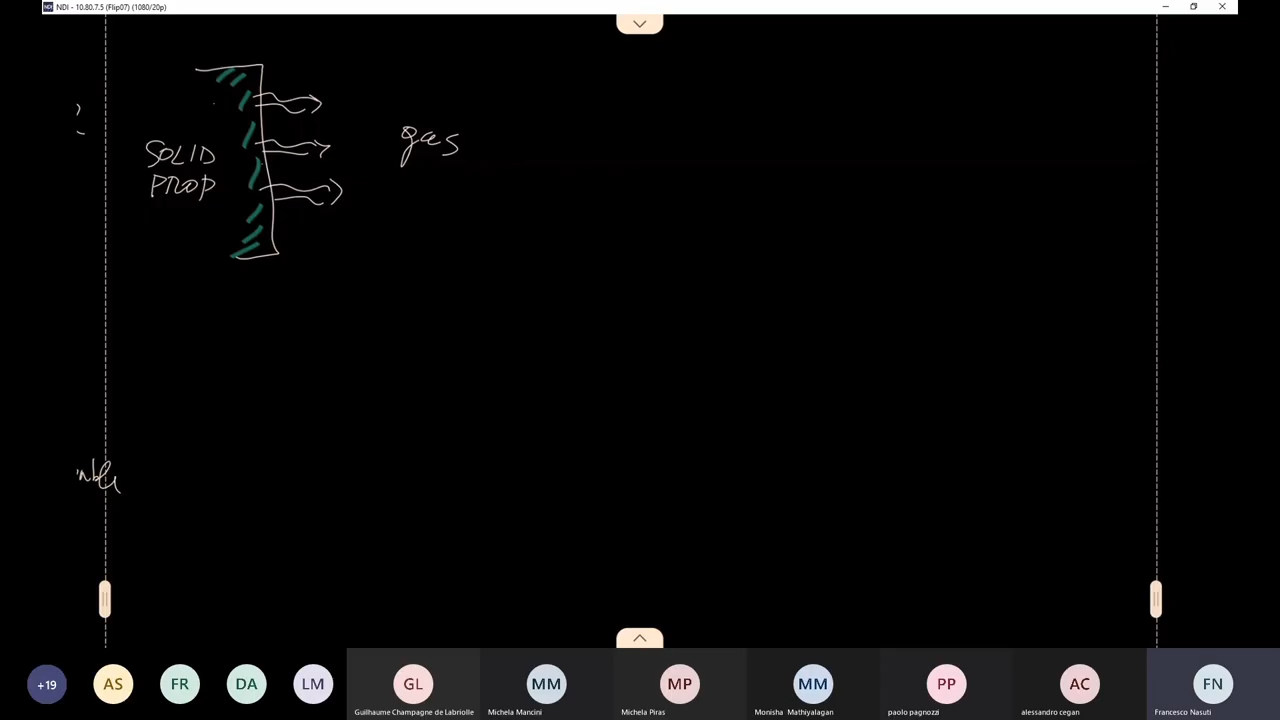 NDI - 10.80.7.5 (Flip07) (1080/20p)
SOLID
PROP
gas
+19
AS
FR
DA
LM
GL
Guilhaume Champagne de Labriolle
MM
Michela Mancini
MP
Michela Piras
MM
Monisha Mathiyalagan
PP
paolo pagnozzi
AC
alessandro cegan
FN
Francesco Nasuti